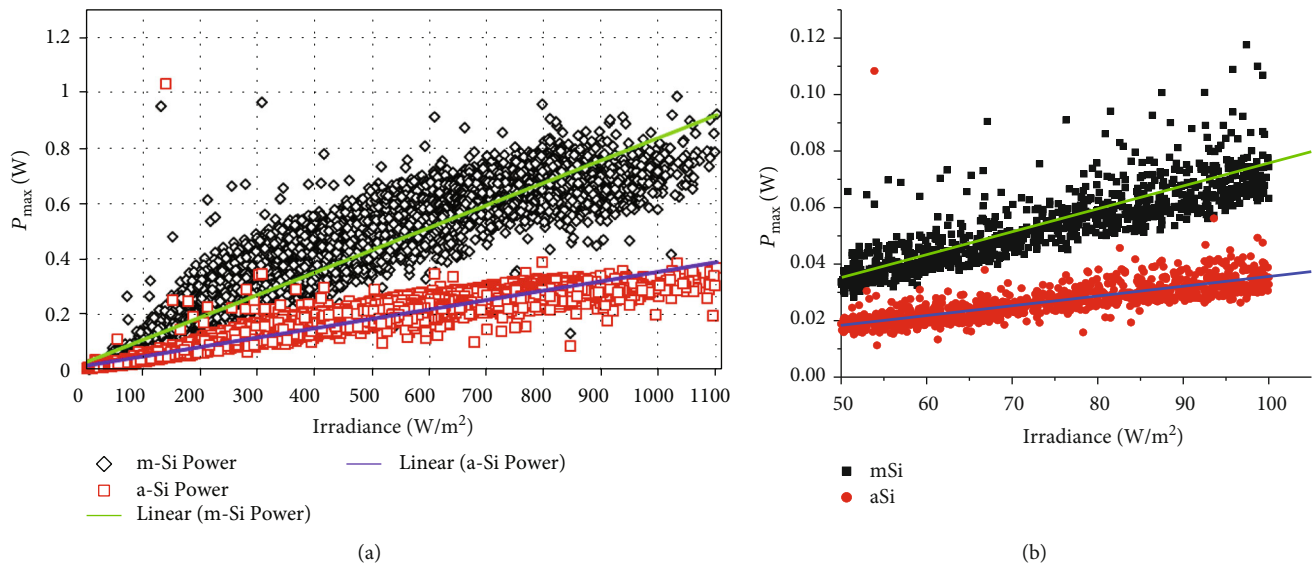 1.2
1
0.8
0.6
0.4
0.2
0
P max (W)
0 100 200 300 400 500 600 700 800 900 1000 1100
Irradiance (W/m²)
m-Si Power
Linear (a-Si Power)
a-Si Power
Linear (m-Si Power)
(a)
0.12
0.10
0.08
0.06
0.04
0.02
0.00
P max (W)
50 60 70 80 90 100
Irradiance (W/m²)
mSi
aSi
(b)